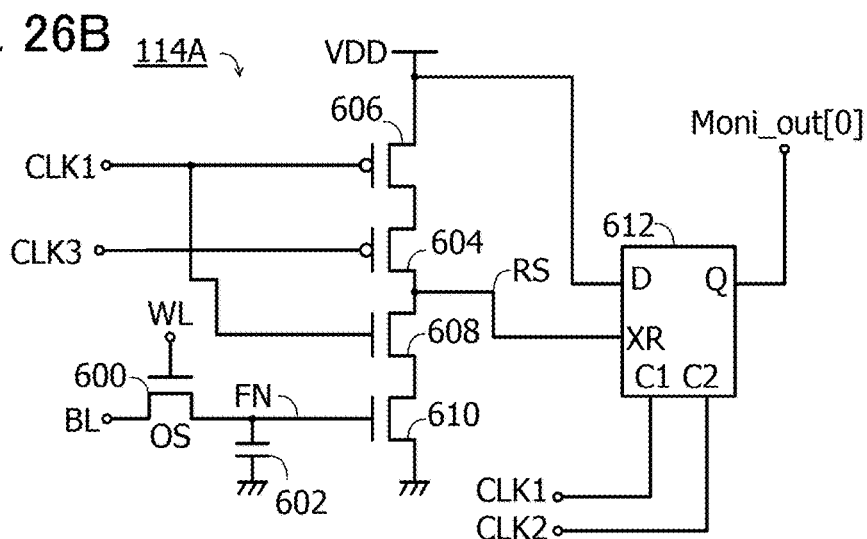 26B
114A
VDD
606
Moni_out[0]
CLK1
CLK3
604
612
RS
D Q
WL
XR
608
600
C1 C2
FN
BL
OS
610
602
CLK1
CLK2